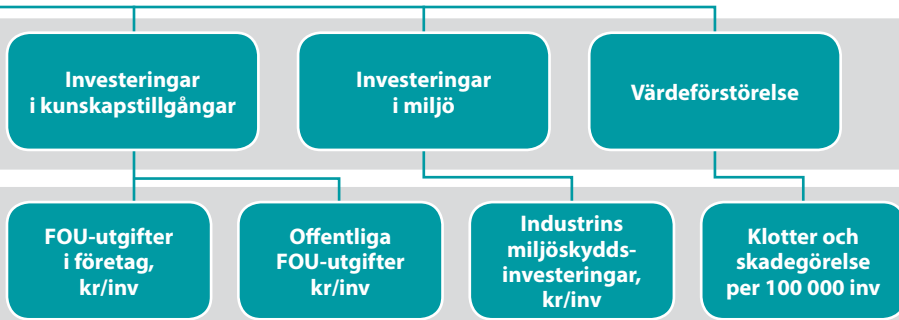 Investeringar
i kunskapstillgångar
Investeringar
i miljö
Värdeförstörelse
FOU-utgifter
i företag,
kr/inv
Offentliga
FOU-utgifter
kr/inv
Industrins
miljöskydds-
investeringar,
kr/inv
Klotter och
skadegörelse
per 100 000 inv